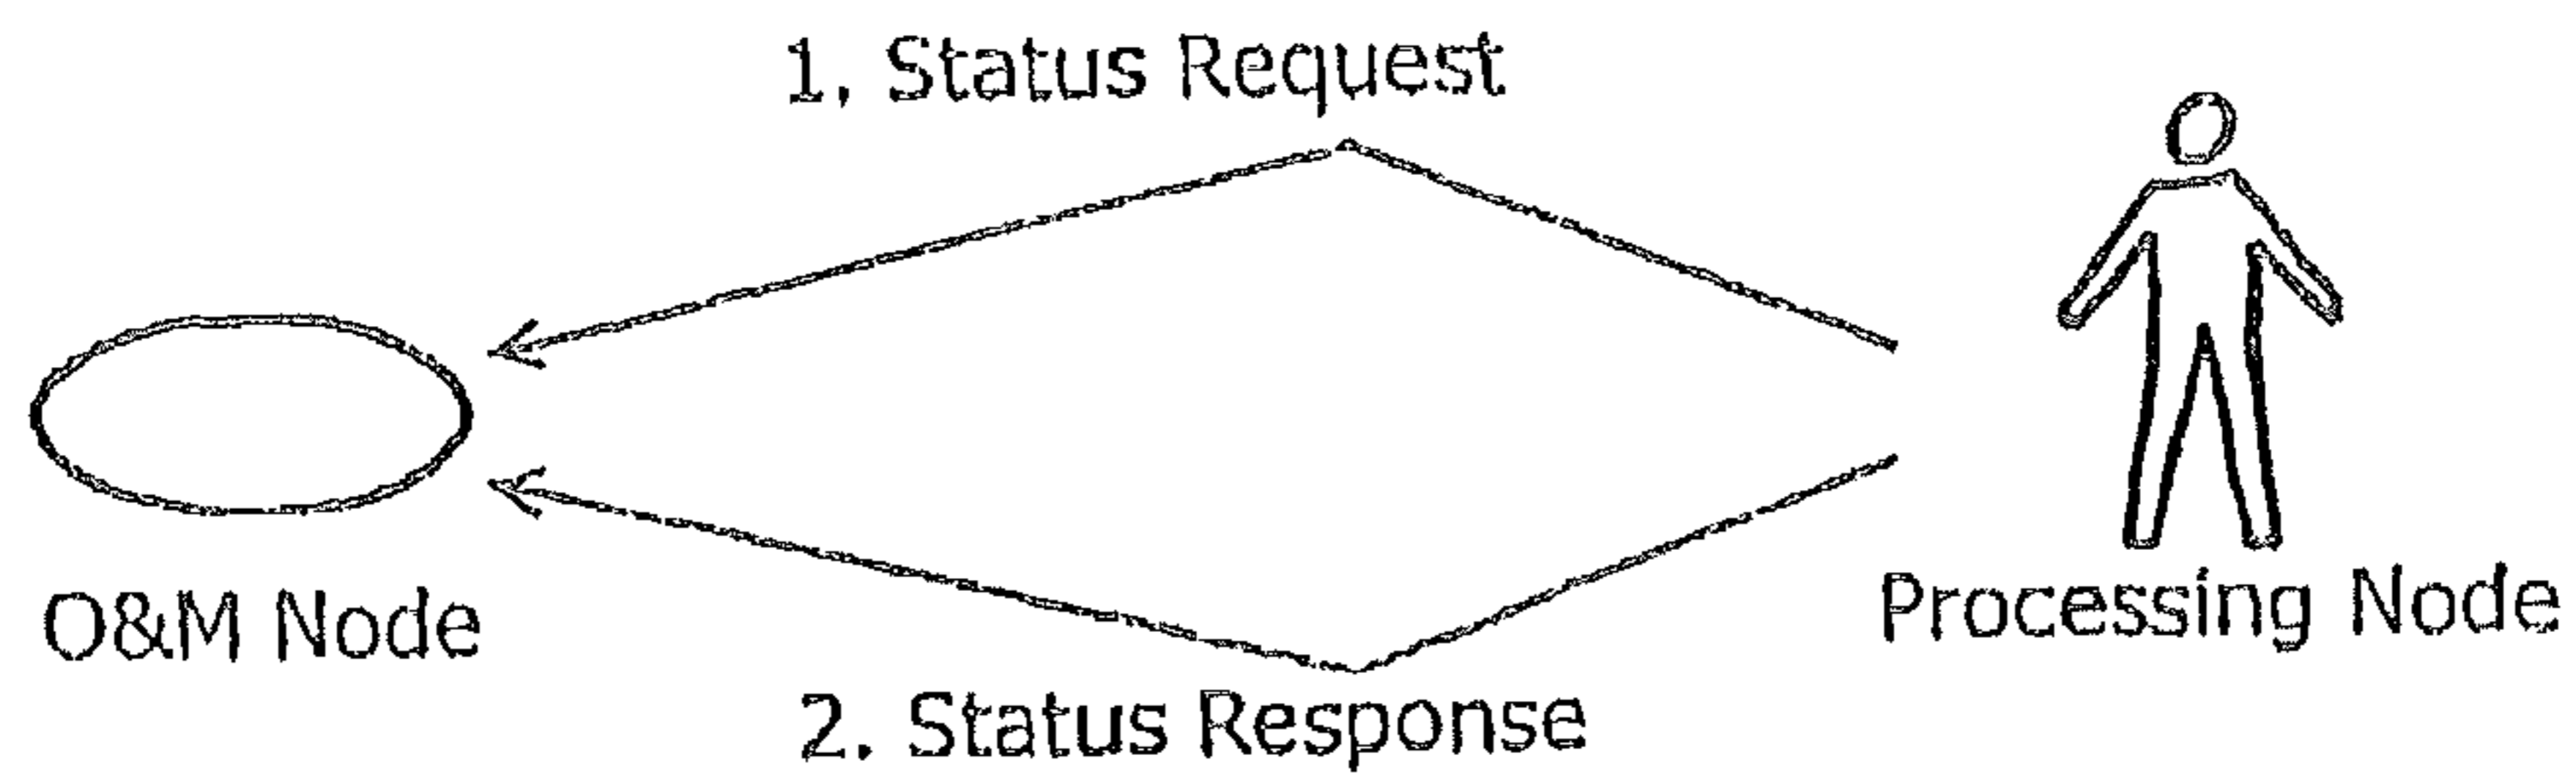 1. Status Request
O&M Node
Processing Node
2. Status Response